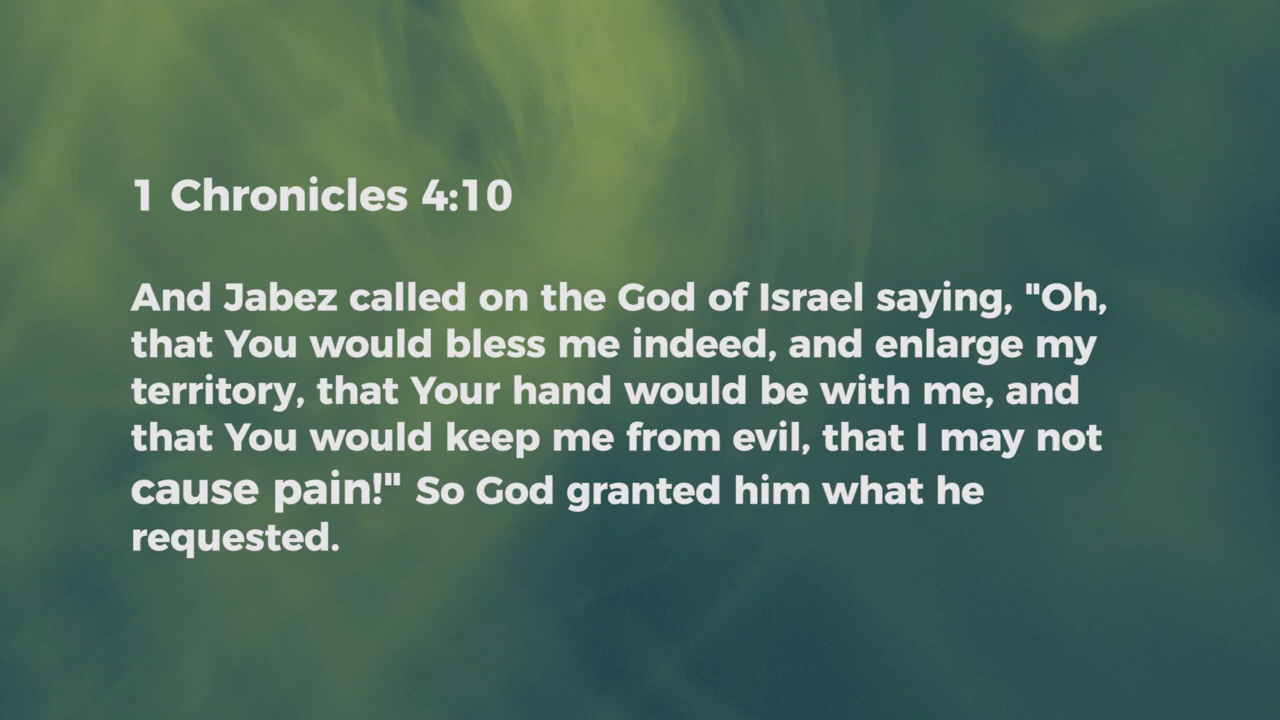 1 Chronicles 4:10
And Jabez called on the God of Israel saying, "Oh,
that You would bless me indeed, and enlarge my
territory, that Your hand would be with me, and
that You would keep me from evil, that I may not
cause pain!" So God granted him what he
requested.